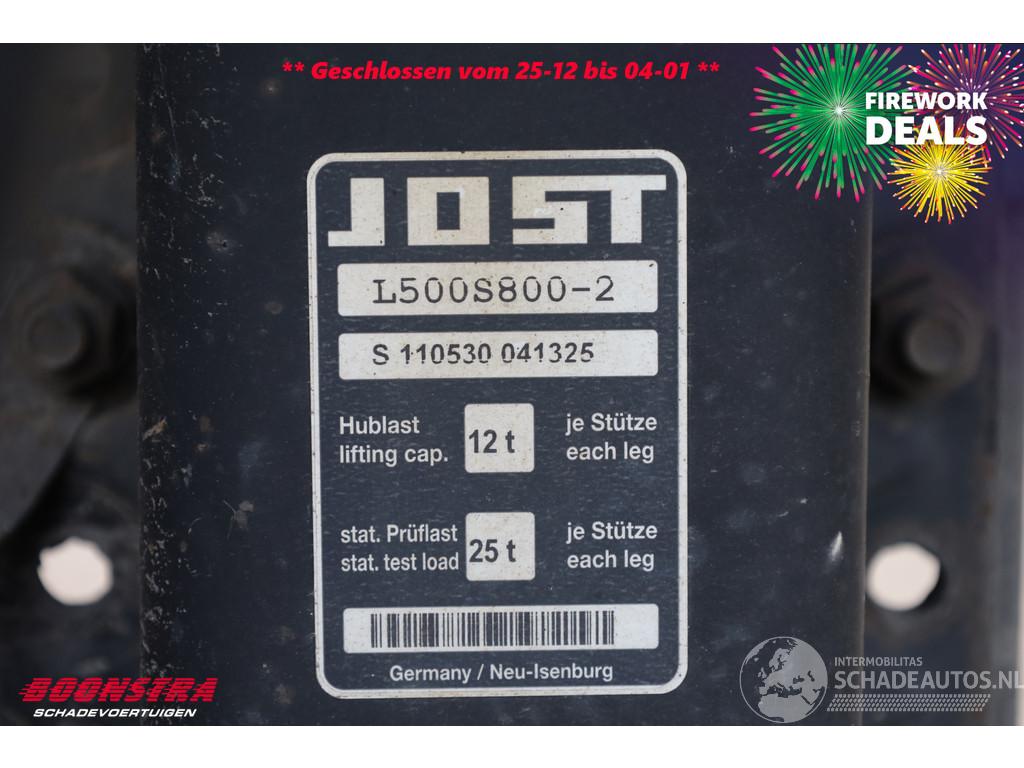 ** Geschlossen vom 25-12 bis 04-01 **
FIREWORK
DEALS
JOST
L500S800-2
S 110530 041325
Hublast
lifting cap.
12 t
je Stütze
each leg
stat. Prüflast
stat. test load
25 t
je Stütze
each leg
Germany / Neu-Isenburg
BOONSTRA
SCHADEVOERTUIGEN
INTERMOBILITAS
SCHADEAUTOS.NL